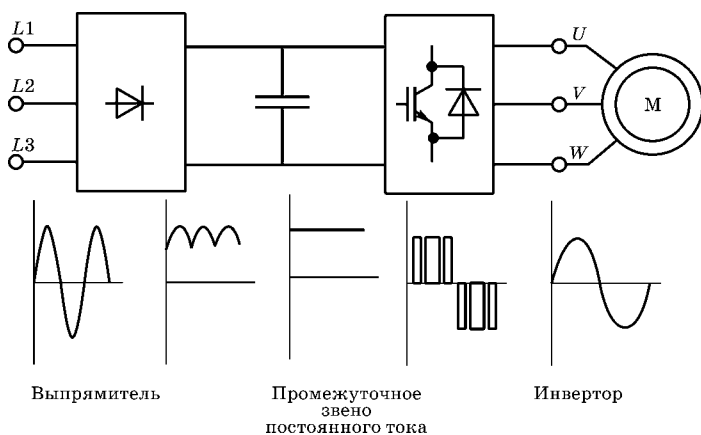 L1
L2
L3
U
V
W
М
Выпрямитель
Промежуточное
звено
постоянного тока
Инвертор